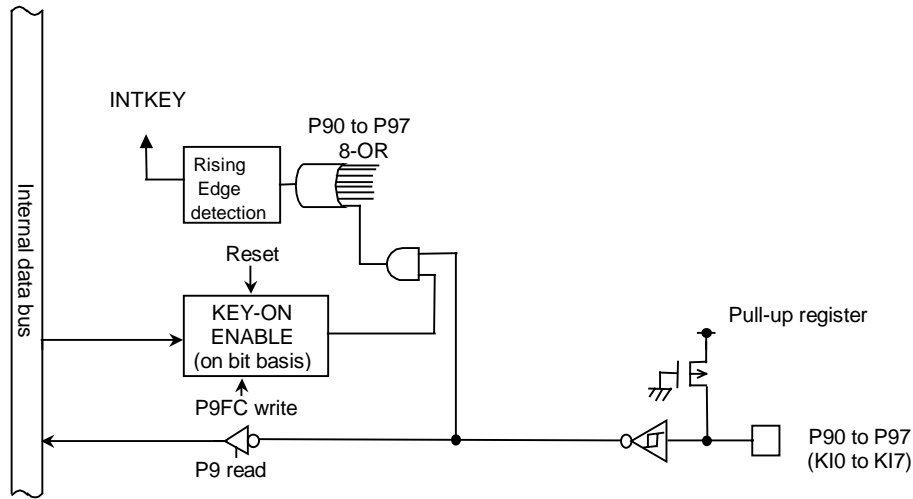 INTKEY
P90 to P97
8-OR
Rising
Edge
detection
Internal data bus
Reset
KEY-ON
ENABLE
(on bit basis)
Pull-up register
P9FC write
P9 read
P90 to P97
(KI0 to KI7)